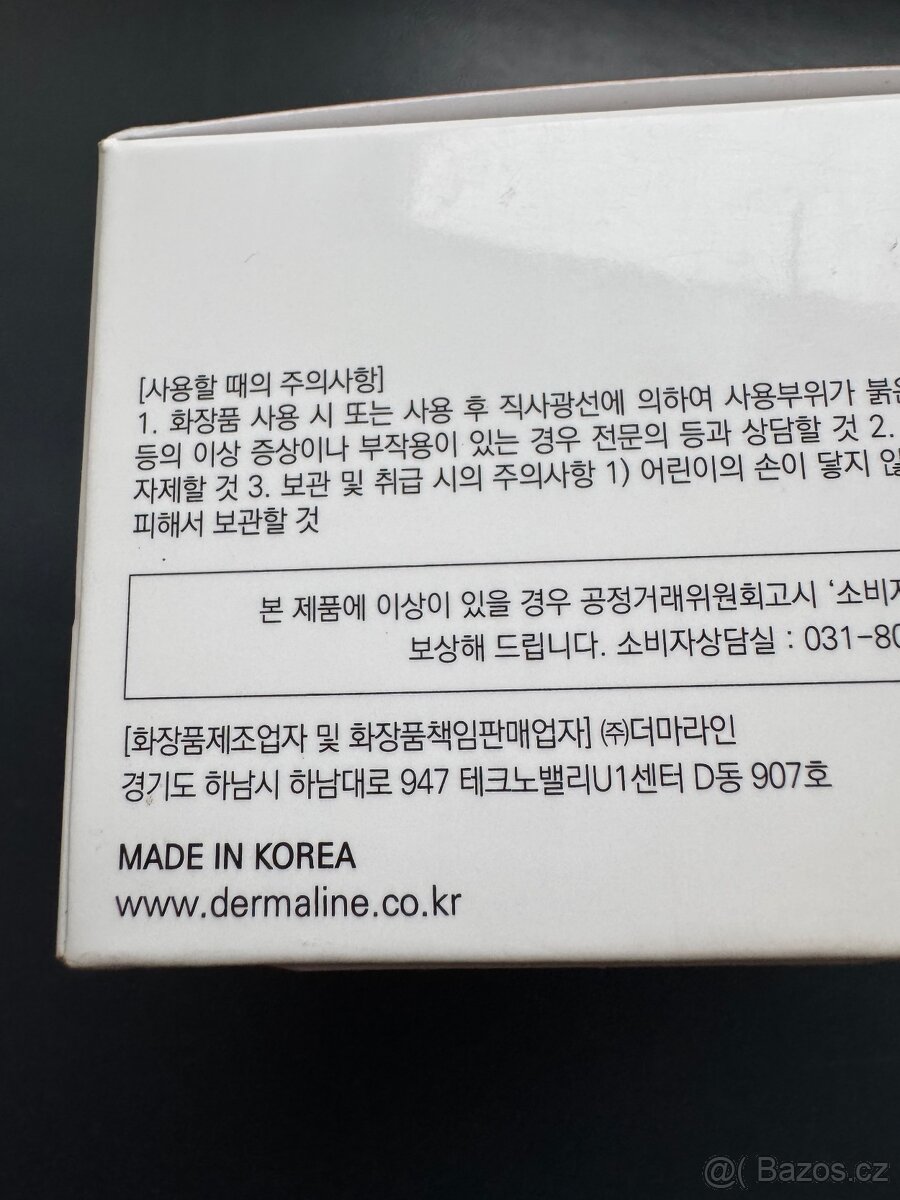 [사용할 때의 주의사항]
1. 화장품 사용 시 또는 사용 후 직사광선에 의하여 사용부위가 붉은
등의 이상 증상이나 부작용이 있는 경우 전문의 등과 상담할 것 2.
자제할 것 3. 보관 및 취급 시의 주의사항 1) 어린이의 손이 닿지 않
피해서 보관할 것
본 제품에 이상이 있을 경우 공정거래위원회고시 ‘소비자
보상해 드립니다. 소비자상담실 : 031-80
[화장품제조업자 및 화장품책임판매업자] ㈜더마라인
경기도 하남시 하남대로 947 테크노밸리U1센터 D동 907호
MADE IN KOREA
www.dermaline.co.kr
@( Bazos.cz